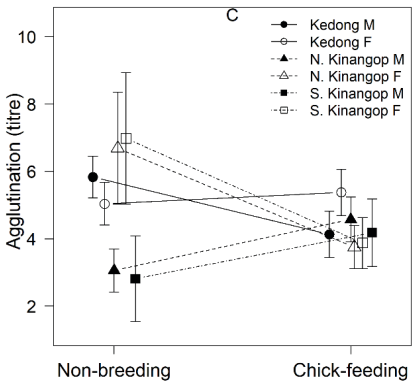 C
Kedong M
Kedong F
N. Kinangop M
N. Kinangop F
S. Kinangop M
S. Kinangop F
Agglutination (titre)
10
8
6
4
2
Non-breeding Chick-feeding